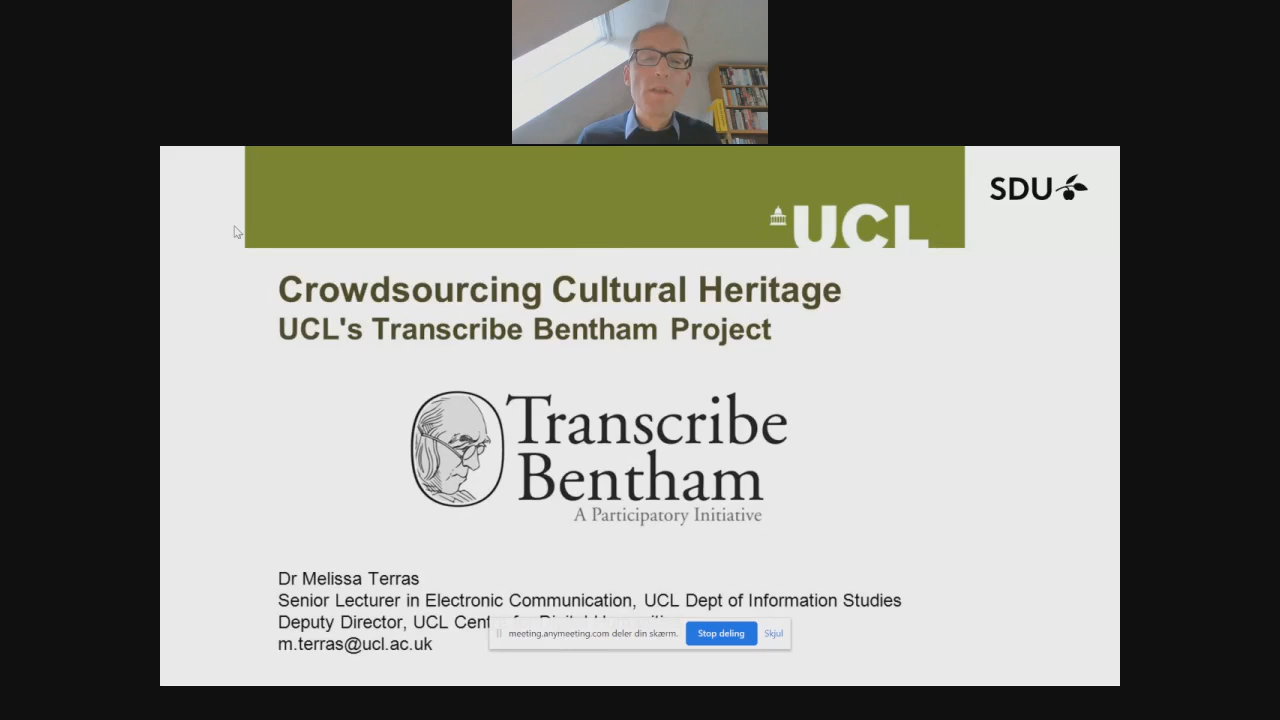 UCL
SDU
Crowdsourcing Cultural Heritage
UCL's Transcribe Bentham Project
Transcribe
Bentham
A Participatory Initiative
Dr Melissa Terras
Senior Lecturer in Electronic Communication, UCL Dept of Information Studies
Deputy Director, UCL
m.terras@ucl.ac.uk
meeting.anymeeting.com deler din skærm.
Stop deling
Skjul